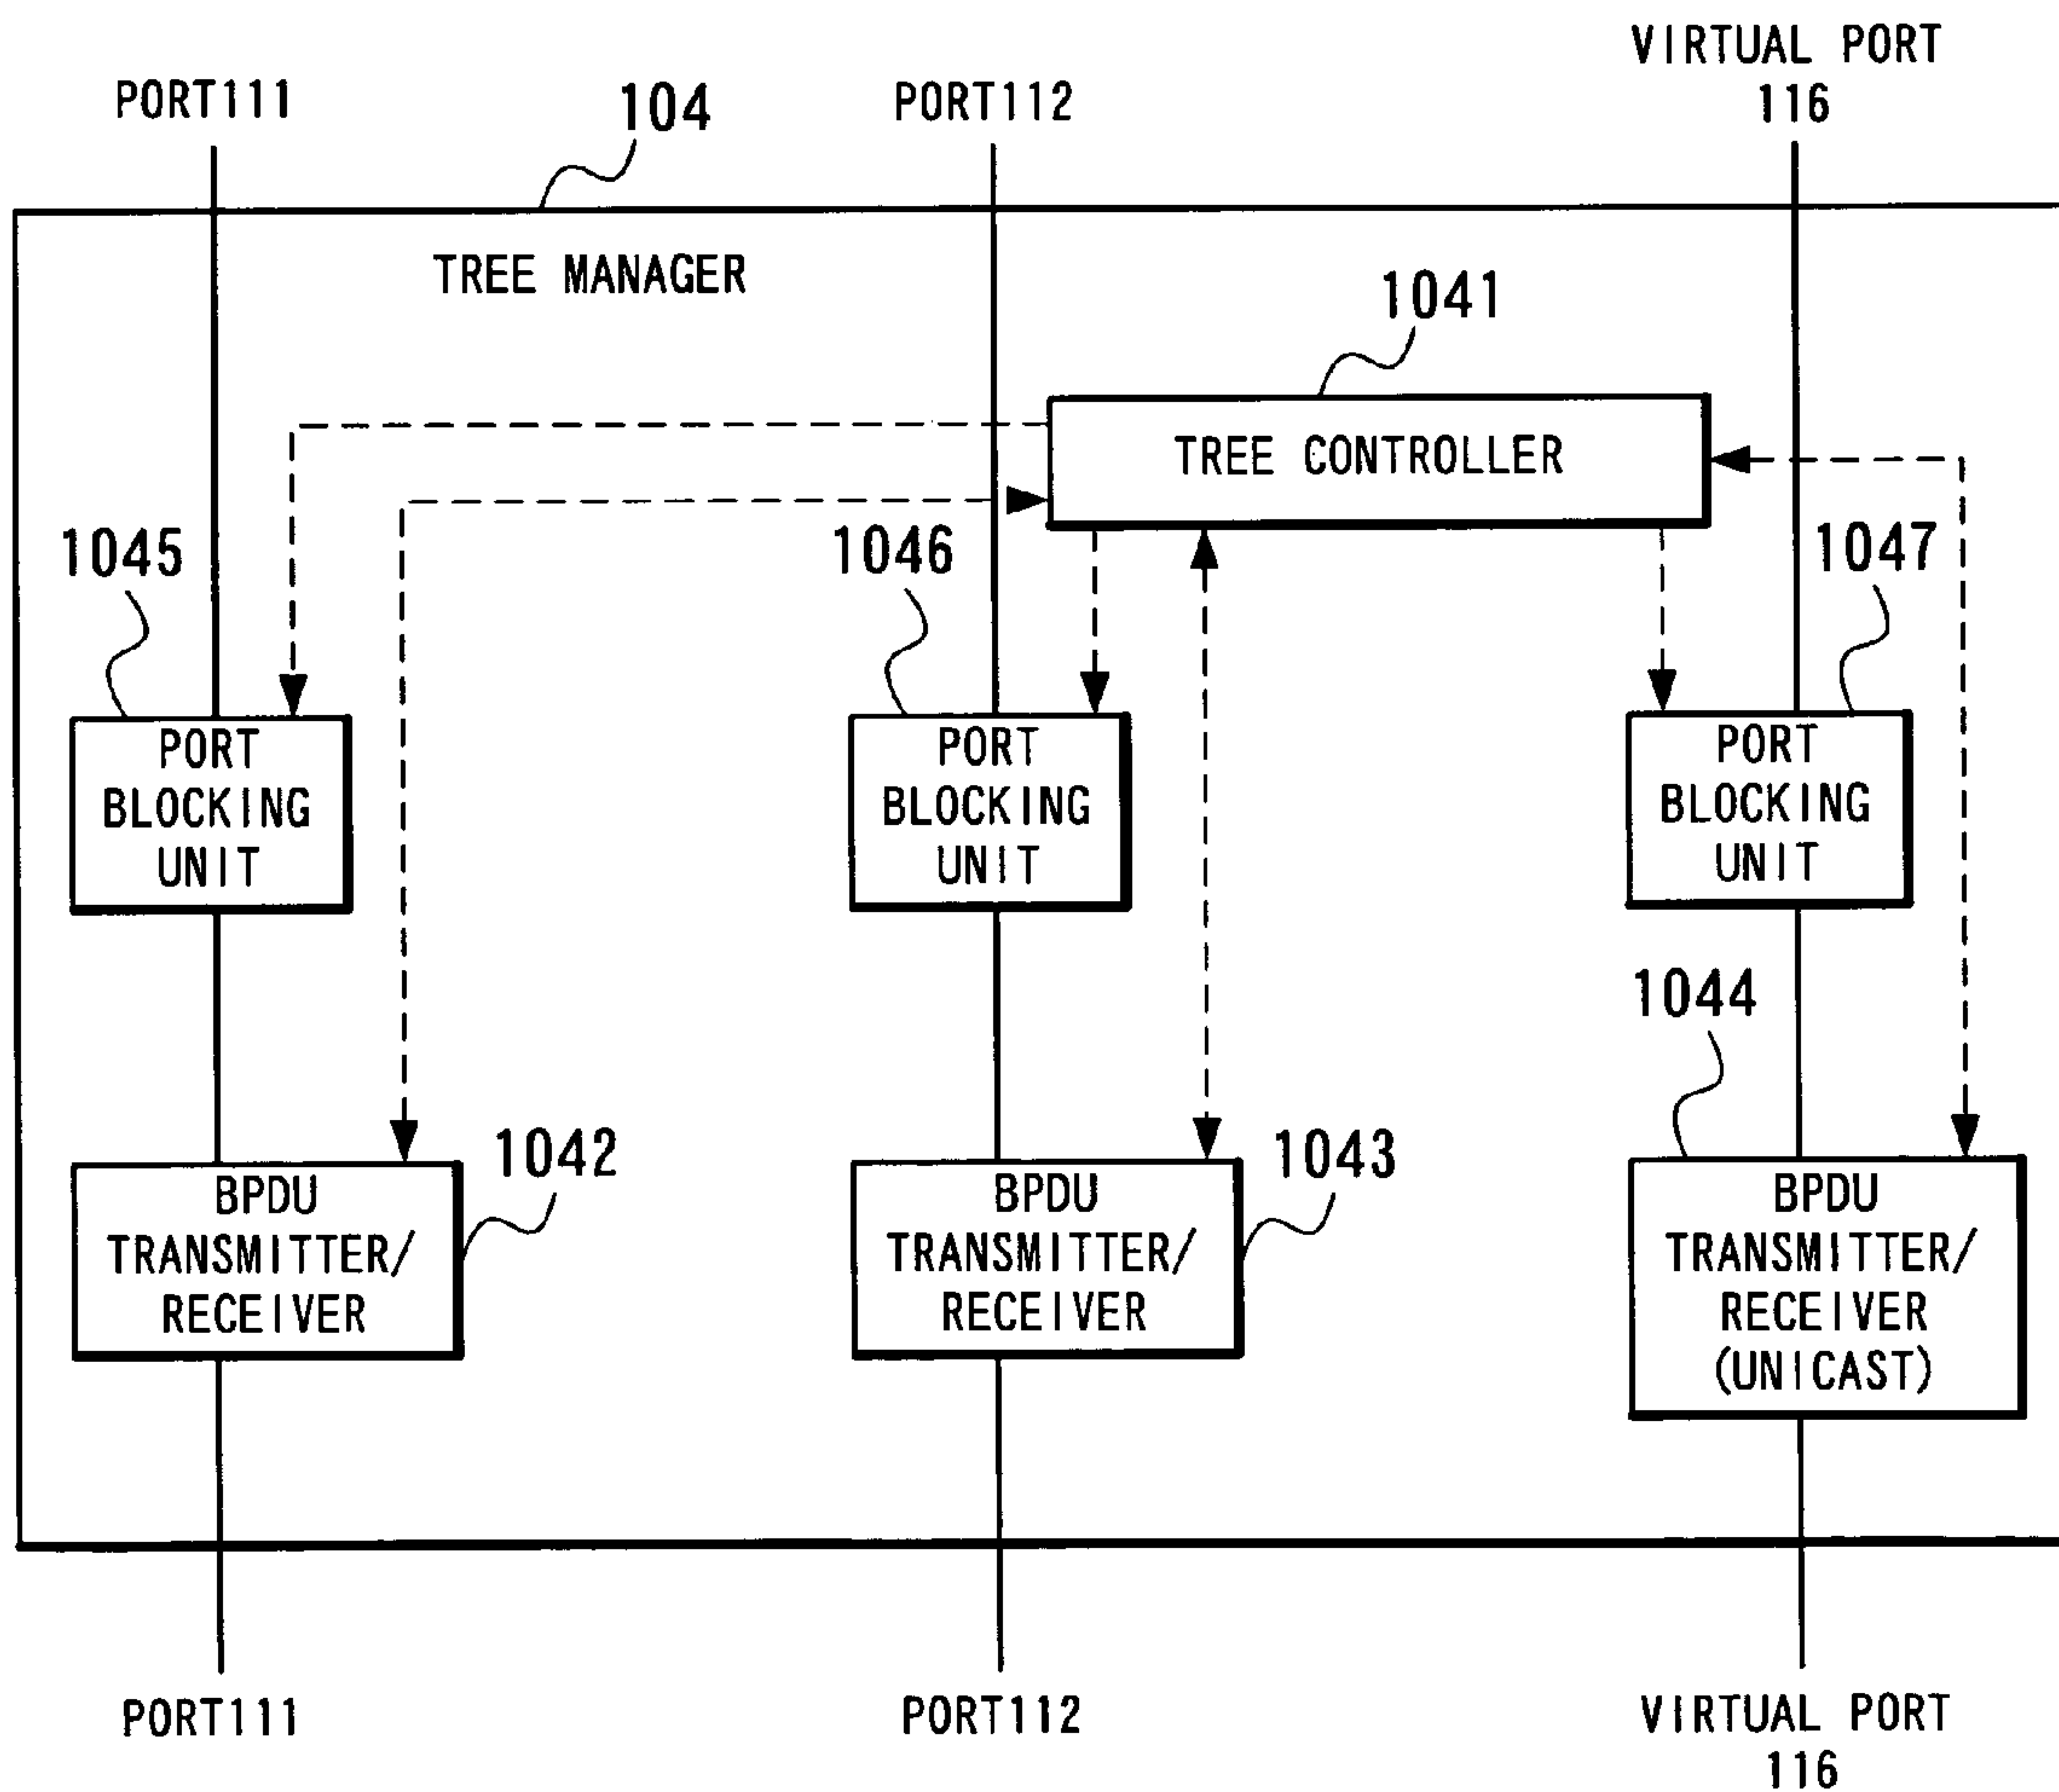 PORT111
104
PORT112
VIRTUAL PORT
116
TREE MANAGER
1041
TREE CONTROLLER
1045
1046
1047
PORT
BLOCKING
UNIT
PORT
BLOCKING
UNIT
PORT
BLOCKING
UNIT
1044
1042
1043
BPDU
TRANSMITTER/
RECEIVER
BPDU
TRANSMITTER/
RECEIVER
BPDU
TRANSMITTER/
RECEIVER
(UNICAST)
PORT111
PORT112
VIRTUAL PORT
116